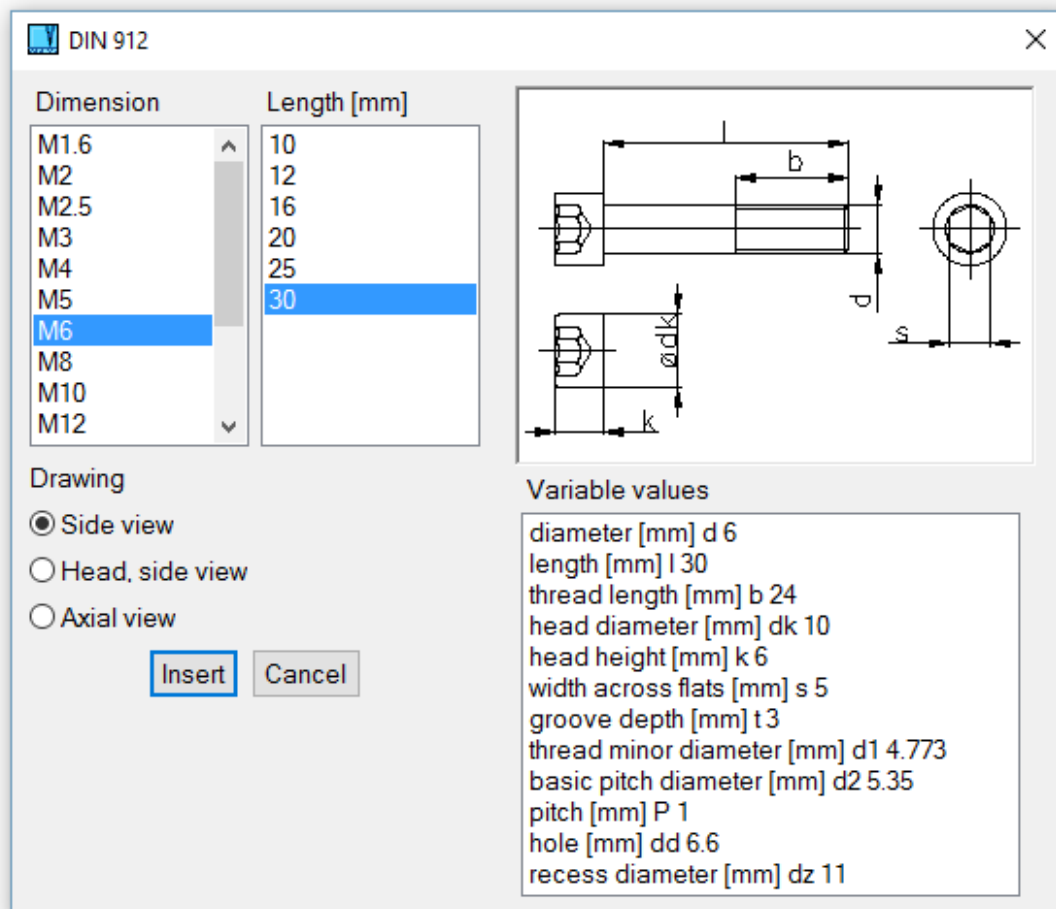 DIN 912
Dimension
M1.6
M2
M2.5
M3
M4
M5
M6
M8
M10
M12
Length [mm]
10
12
16
20
25
30
l
b
d
s
ødk
k
Drawing
Side view
Head, side view
Axial view
Insert
Cancel
Variable values
diameter [mm] d 6
length [mm] l 30
thread length [mm] b 24
head diameter [mm] dk 10
head height [mm] k 6
width across flats [mm] s 5
groove depth [mm] t 3
thread minor diameter [mm] d1 4.773
basic pitch diameter [mm] d2 5.35
pitch [mm] P 1
hole [mm] dd 6.6
recess diameter [mm] dz 11